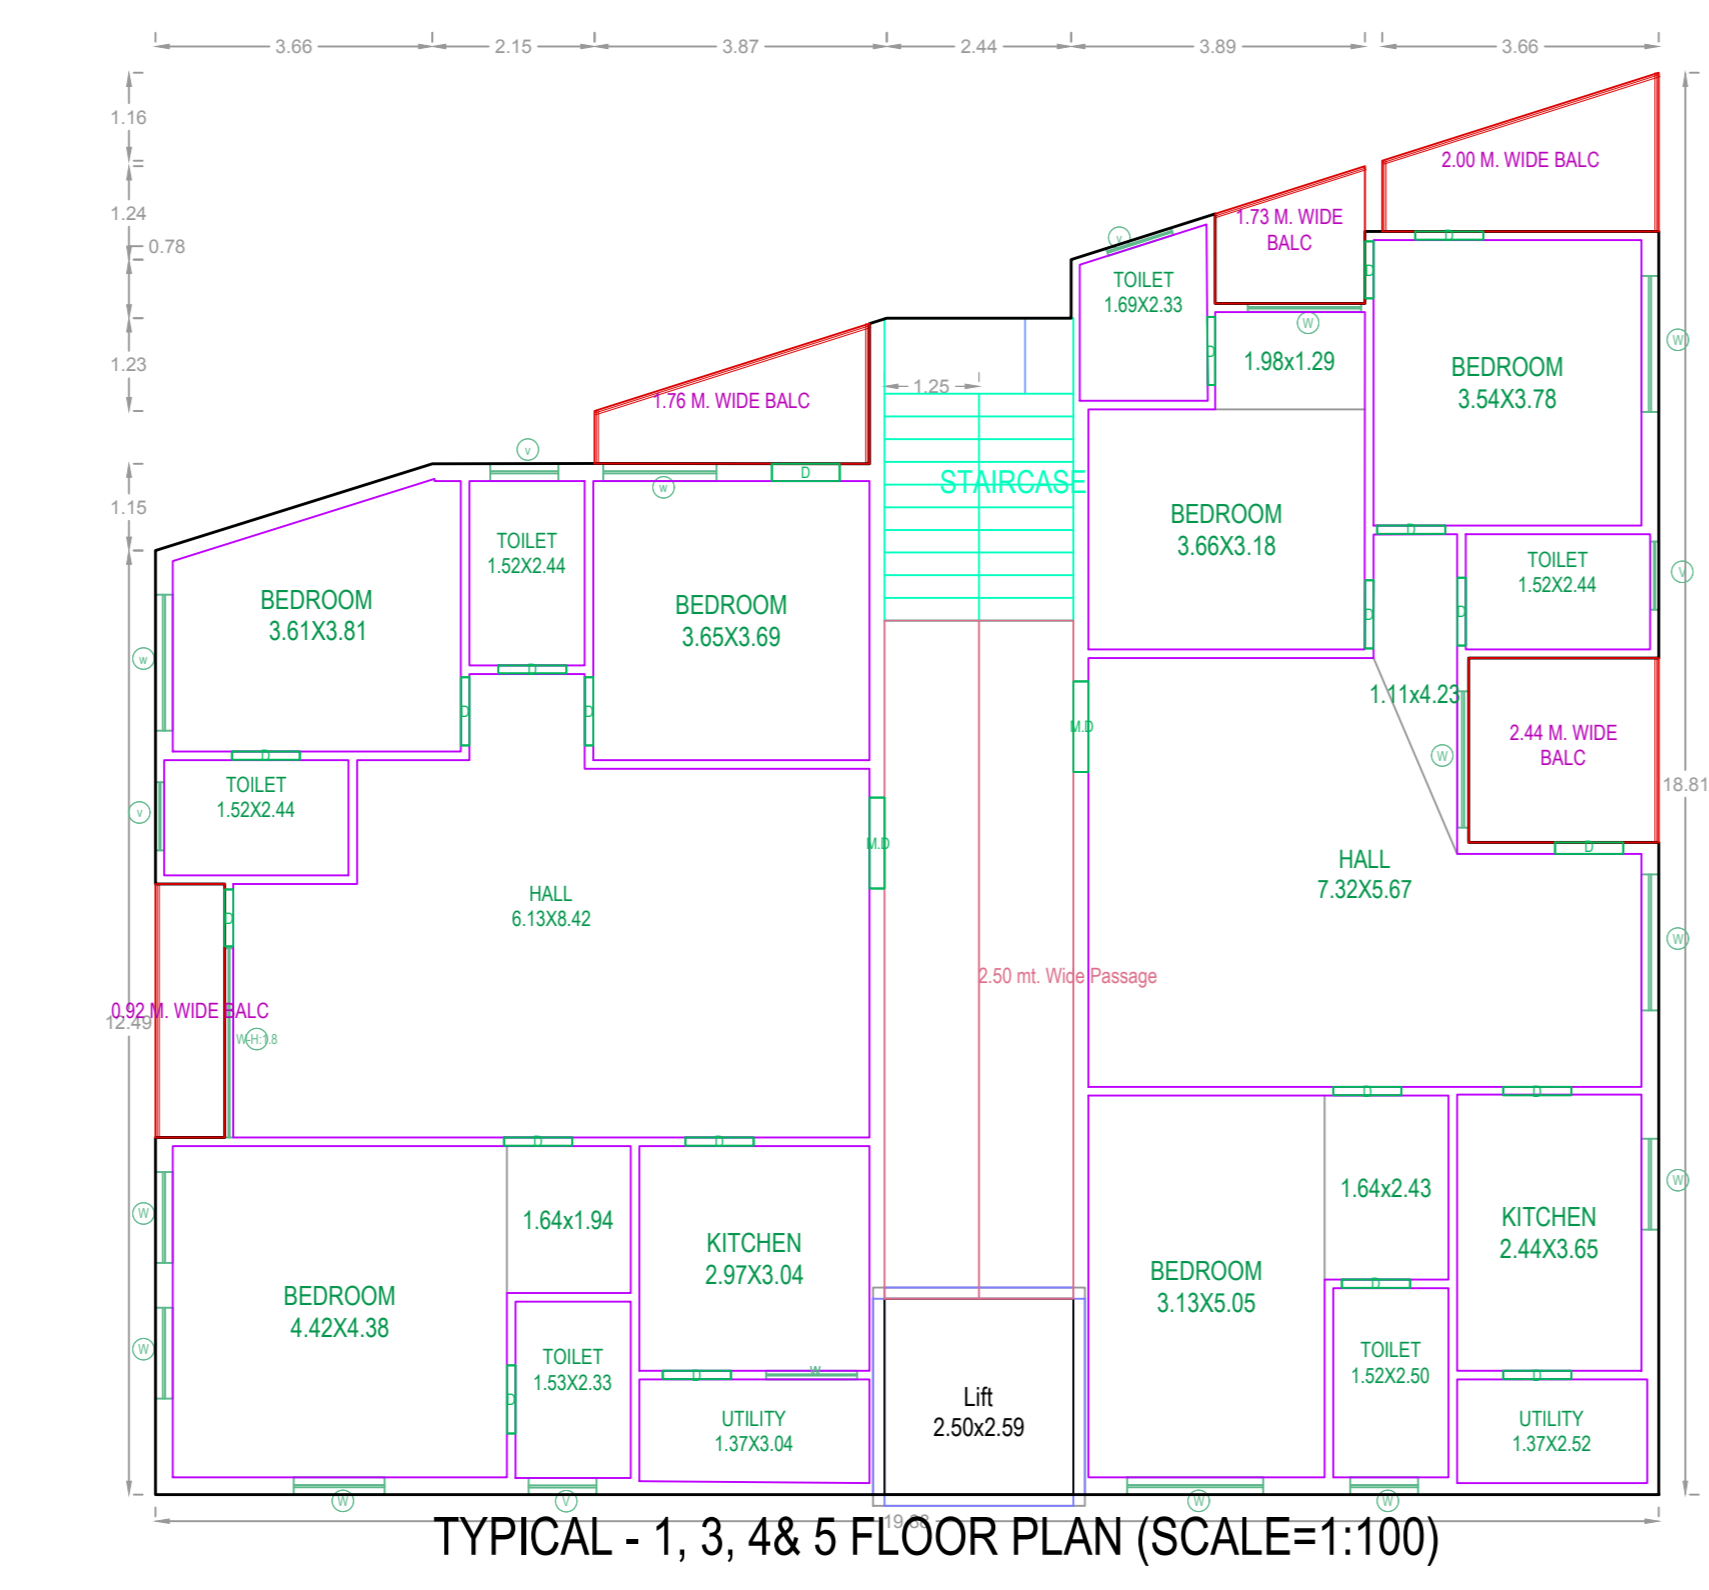 3.66
2.15
3.87
2.44
3.89
3.66
1.16
1.24
0.78
1.23
1.15
12.49
18.81
2.00 M. WIDE BALC
1.73 M. WIDE
BALC
V
TOILET
1.69X2.33
D
D
W
D
1.98x1.29
BEDROOM
3.54X3.78
W
1.76 M. WIDE BALC
1.25
STAIRCASE
BEDROOM
3.66X3.18
D
TOILET
1.52X2.44
V
D
D
v
w
D
TOILET
1.52X2.44
BEDROOM
3.61X3.81
BEDROOM
3.65X3.69
w
D
D
D
D
TOILET
1.52X2.44
v
M.D
M.D
1.11x4.23
W
2.44 M. WIDE
BALC
D
HALL
6.13X8.42
HALL
7.32X5.67
W
D
0.92 M. WIDE BALC
W-H:1.8
2.50 mt. Wide Passage
D
D
D
D
W
W
1.64x1.94
KITCHEN
2.97X3.04
BEDROOM
4.42X4.38
W
1.64x2.43
KITCHEN
2.44X3.65
W
BEDROOM
3.13X5.05
D
TOILET
1.53X2.33
D
D
W
UTILITY
1.37X3.04
Lift
2.50x2.59
TOILET
1.52X2.50
D
UTILITY
1.37X2.52
W
V
W
W
TYPICAL - 1, 3, 4& 5 FLOOR PLAN (SCALE=1:100)